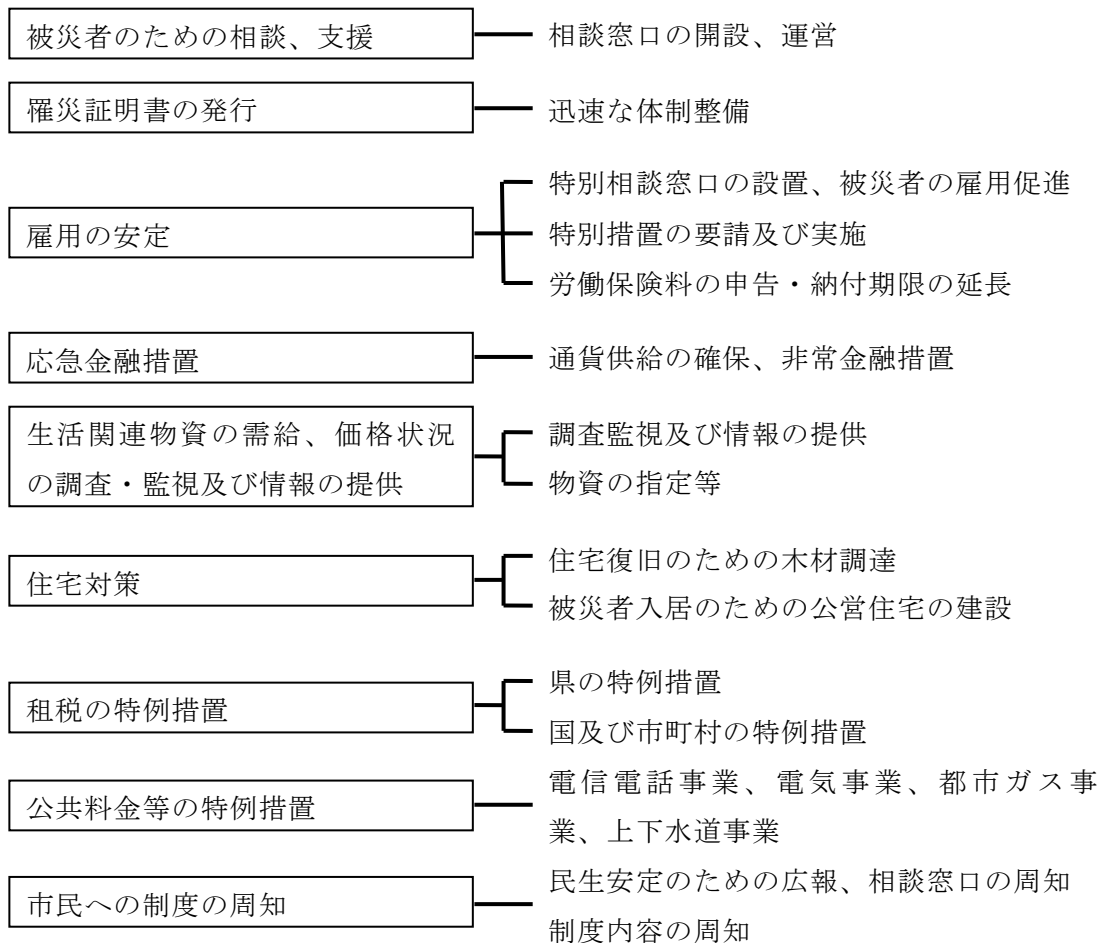 被災者のための相談、支援
相談窓口の開設、運営
罹災証明書の発行
迅速な体制整備
雇用の安定
特別相談窓口の設置、被災者の雇用促進
特別措置の要請及び実施
労働保険料の申告・納付期限の延長
応急金融措置
通貨供給の確保、非常金融措置
生活関連物資の需給、価格状況
の調査・監視及び情報の提供
調査監視及び情報の提供
物資の指定等
住宅対策
住宅復旧のための木材調達
被災者入居のための公営住宅の建設
租税の特例措置
県の特例措置
国及び市町村の特例措置
公共料金等の特例措置
電信電話事業、電気事業、都市ガス事
業、上下水道事業
市民への制度の周知
民生安定のための広報、相談窓口の周知
制度内容の周知